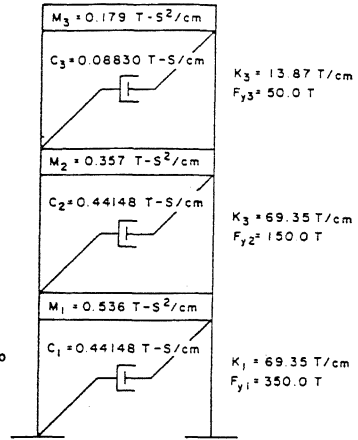 M₃ = 0.179 T-S²/cm
C₃ = 0.08830 T-S/cm
K₃ = 13.87 T/cm
Fy₃ = 50.0 T
M₂ = 0.357 T-S²/cm
C₂ = 0.44148 T-S/cm
K₃ = 69.35 T/cm
Fy₂ = 150.0 T
M₁ = 0.536 T-S²/cm
C₁ = 0.44148 T-S/cm
K₁ = 69.35 T/cm
Fy₁ = 350.0 T
o